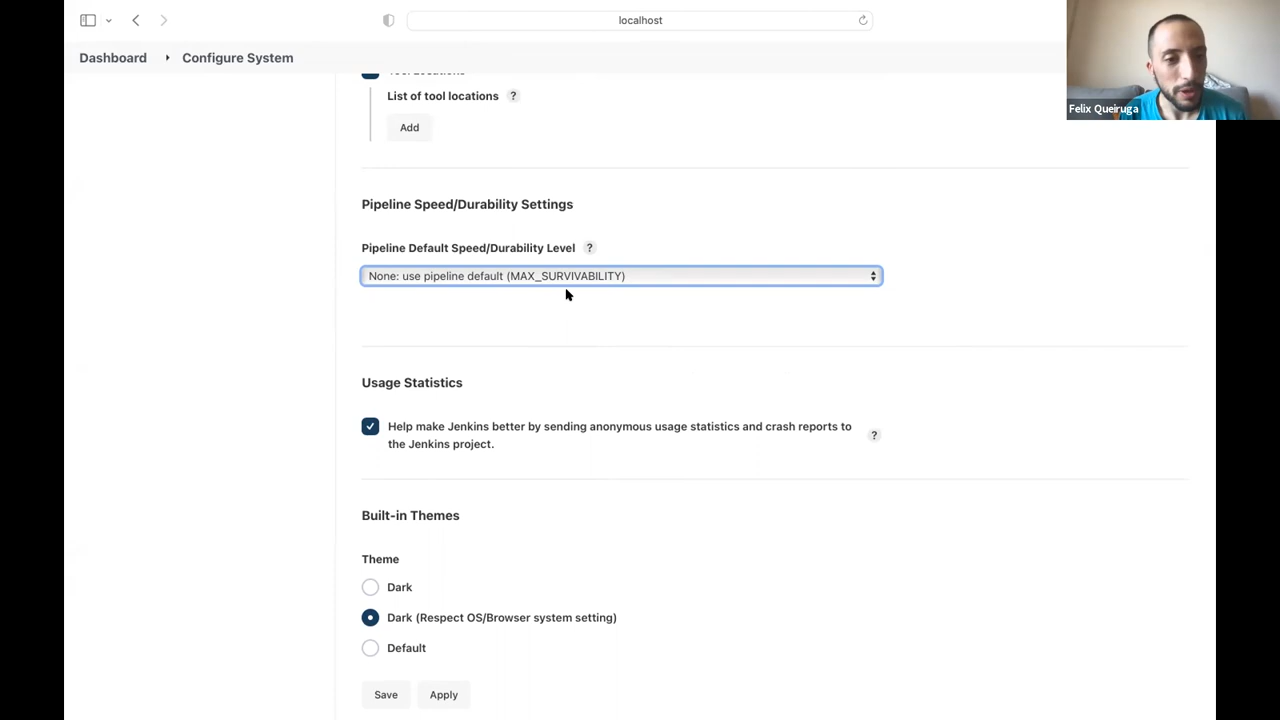 localhost
Dashboard
Configure System
Tool Locations
List of tool locations ?
Add
Felix Queiruga
Pipeline Speed/Durability Settings
Pipeline Default Speed/Durability Level ?
None: use pipeline default (MAX_SURVIVABILITY)
Usage Statistics
Help make Jenkins better by sending anonymous usage statistics and crash reports to
the Jenkins project.
?
Built-in Themes
Theme
Dark
Dark (Respect OS/Browser system setting)
Default
Save
Apply